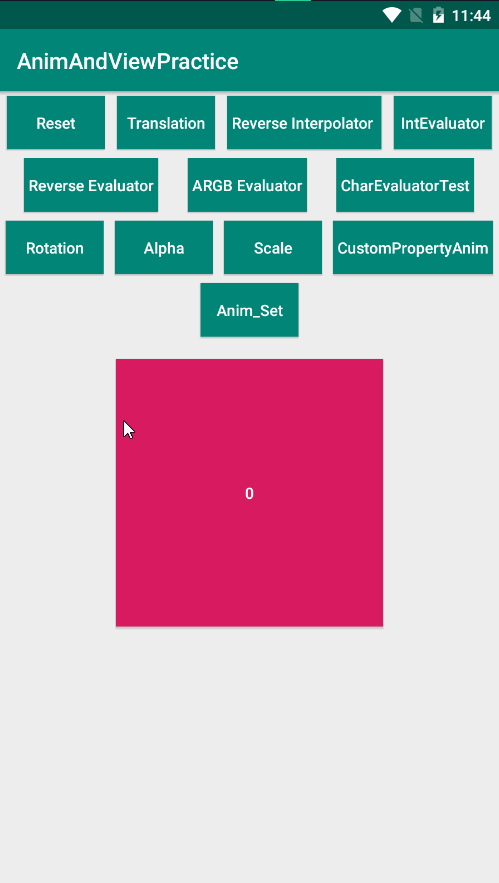 11:44
AnimAndViewPractice
Reset Translation Reverse Interpolator IntEvaluator
Reverse Evaluator ARGB Evaluator CharEvaluatorTest
Rotation Alpha Scale CustomPropertyAnim
Anim_Set
0